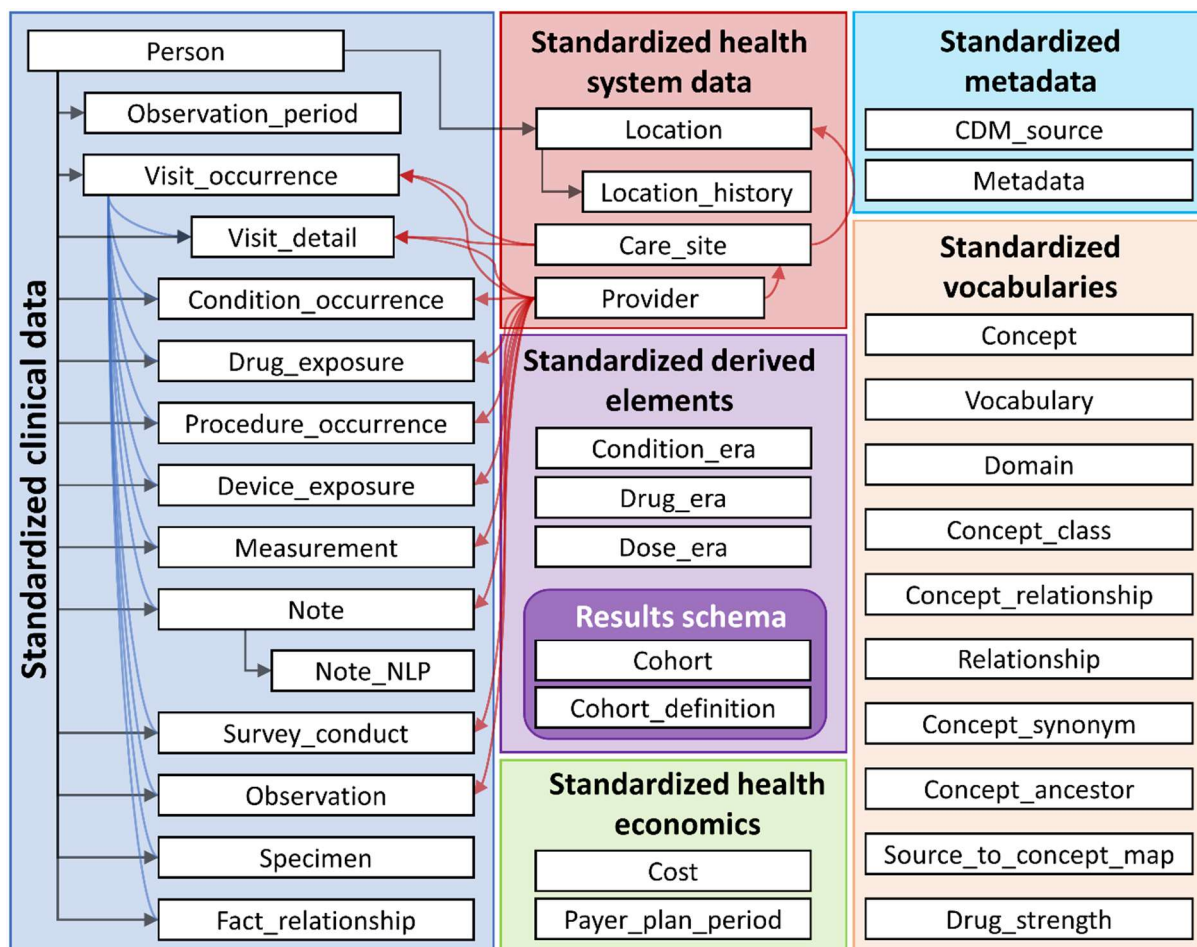 Standardized clinical data
Person
Observation_period
Visit_occurrence
Visit_detail
Condition_occurrence
Drug_exposure
Procedure_occurrence
Device_exposure
Measurement
Note
Note_NLP
Survey_conduct
Observation
Specimen
Fact_relationship
Standardized health
system data
Location
Location_history
Care_site
Provider
Standardized derived
elements
Condition_era
Drug_era
Dose_era
Results schema
Cohort
Cohort_definition
Standardized health
economics
Cost
Payer_plan_period
Standardized
metadata
CDM_source
Metadata
Standardized
vocabularies
Concept
Vocabulary
Domain
Concept_class
Concept_relationship
Relationship
Concept_synonym
Concept_ancestor
Source_to_concept_map
Drug_strength